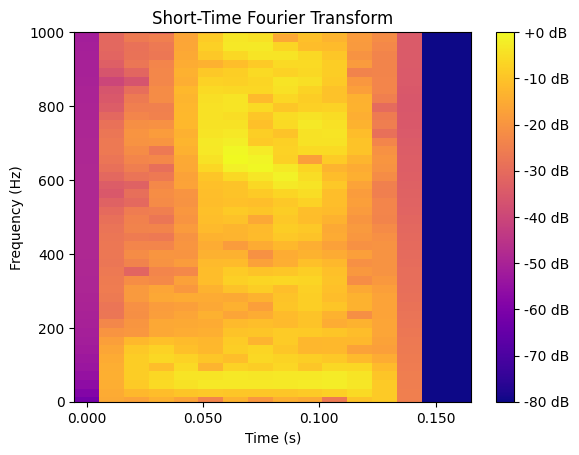 Short-Time Fourier Transform
1000
800
600
400
200
0
Frequency (Hz)
0.000
0.050
0.100
0.150
Time (s)
+0 dB
-10 dB
-20 dB
-30 dB
-40 dB
-50 dB
-60 dB
-70 dB
-80 dB